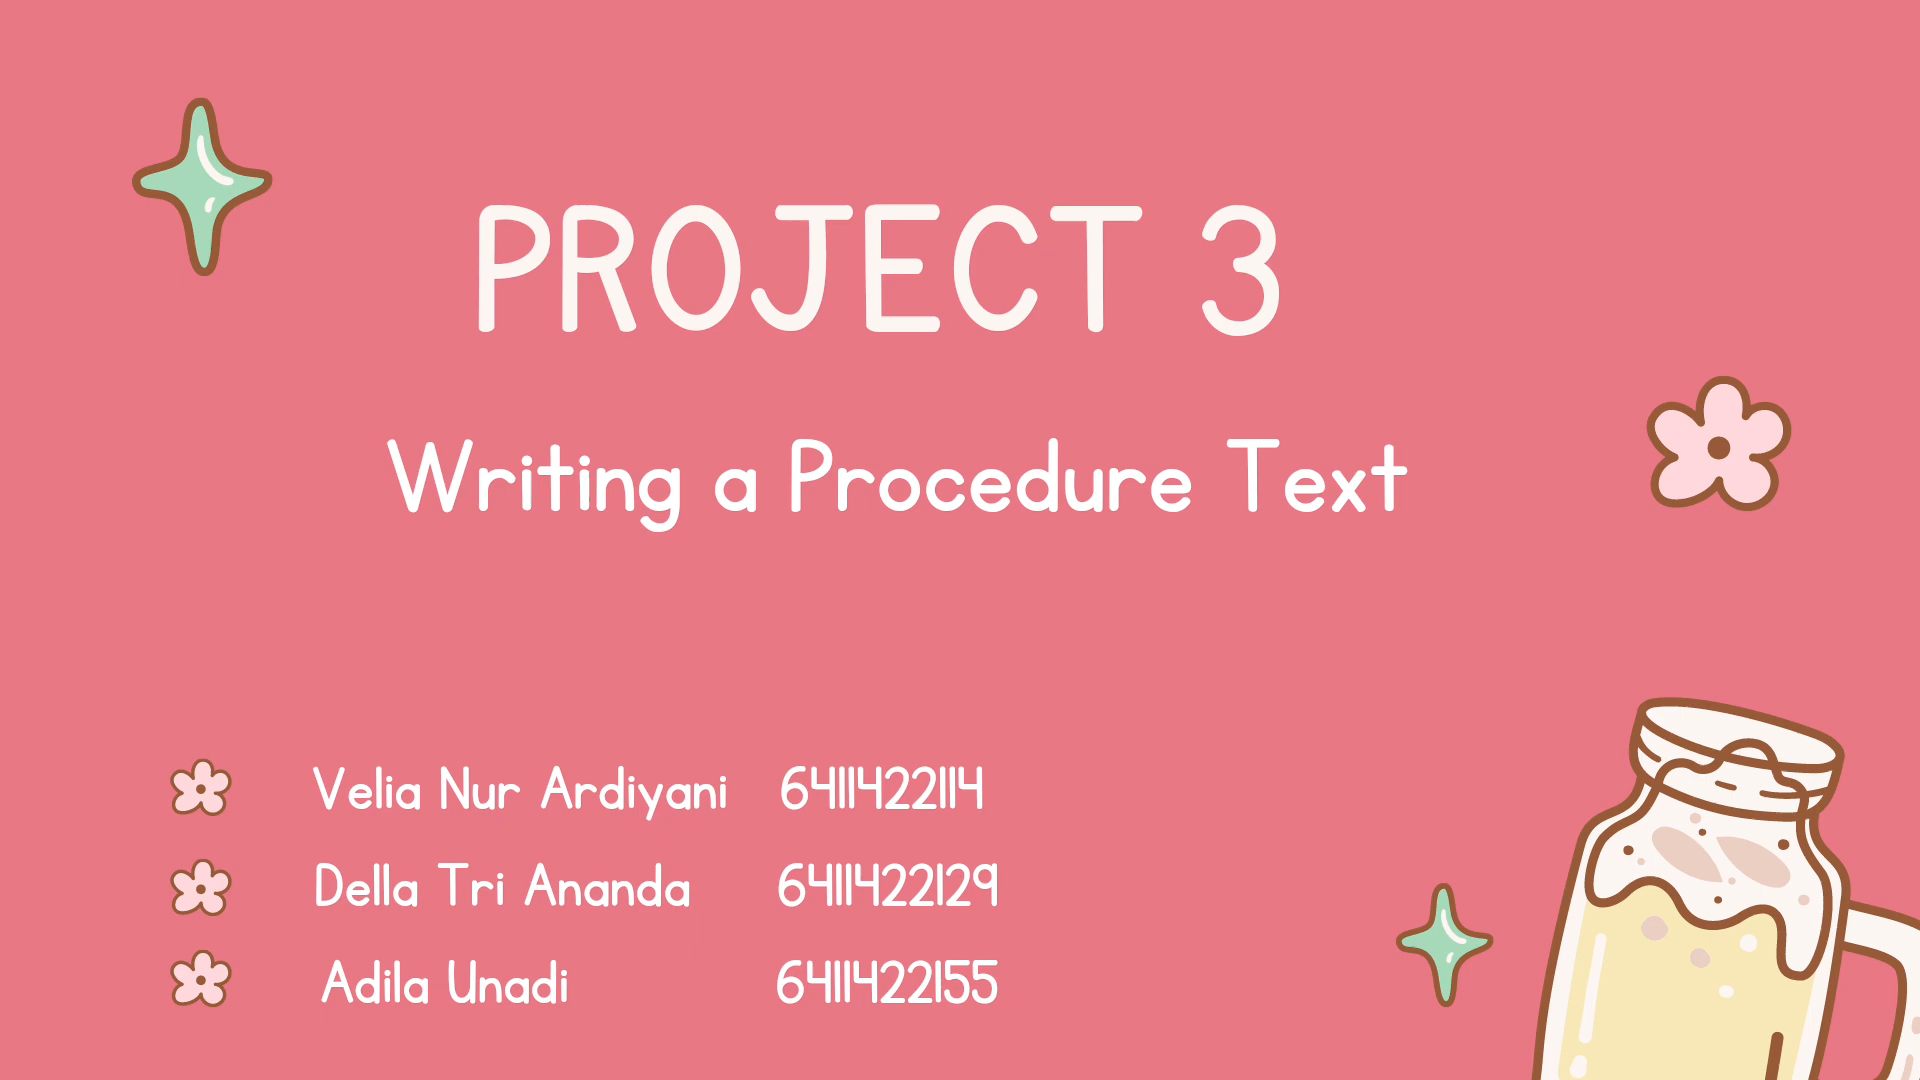 PROJECT 3
Writing a Procedure Text
Velia Nur Ardiyani 6411422114
Della Tri Ananda 6411422129
Adila Unadi 6411422155